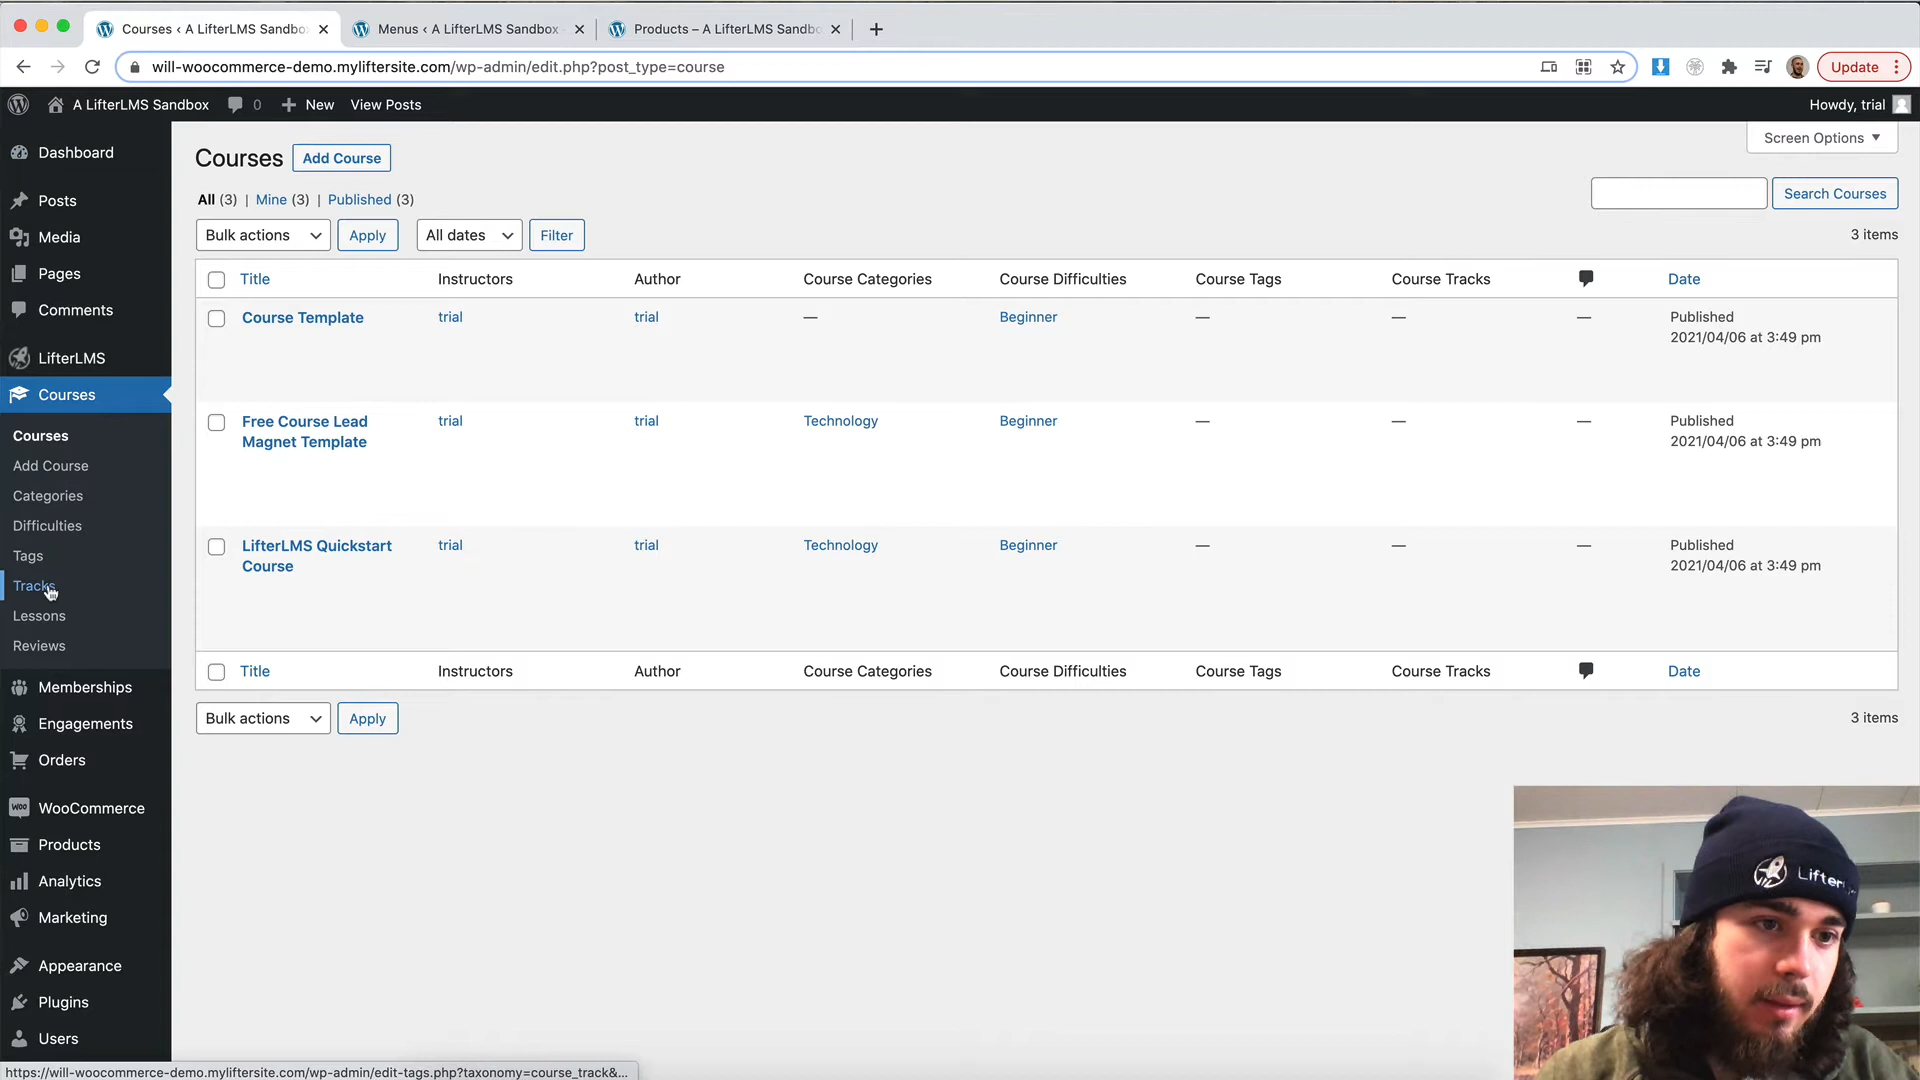 Courses ‹ A LifterLMS Sandbo
Menus ‹ A LifterLMS Sandbox -
Products – A LifterLMS Sandbo
will-woocommerce-demo.myliftersite.com/wp-admin/edit.php?post_type=course
Update
A LifterLMS Sandbox
0
New
View Posts
Howdy, trial
Dashboard
Posts
Media
Pages
Comments
LifterLMS
Courses
Courses
Add Course
Categories
Difficulties
Tags
Tracks
Lessons
Reviews
Memberships
Engagements
Orders
WOO WooCommerce
Products
Analytics
Marketing
Appearance
Plugins
Users
Screen Options
Courses Add Course
All (3) | Mine (3) | Published (3)
Search Courses
Bulk actions Apply All dates Filter
3 items
Title Instructors Author Course Categories Course Difficulties Course Tags Course Tracks Date
Course Template trial trial — Beginner — — — Published
2021/04/06 at 3:49 pm
Free Course Lead trial trial Technology Beginner — — — Published
Magnet Template 2021/04/06 at 3:49 pm
LifterLMS Quickstart trial trial Technology Beginner — — — Published
Course 2021/04/06 at 3:49 pm
Title Instructors Author Course Categories Course Difficulties Course Tags Course Tracks Date
Bulk actions Apply
3 items
https://will-woocommerce-demo.myliftersite.com/wp-admin/edit-tags.php?taxonomy=course_track&...